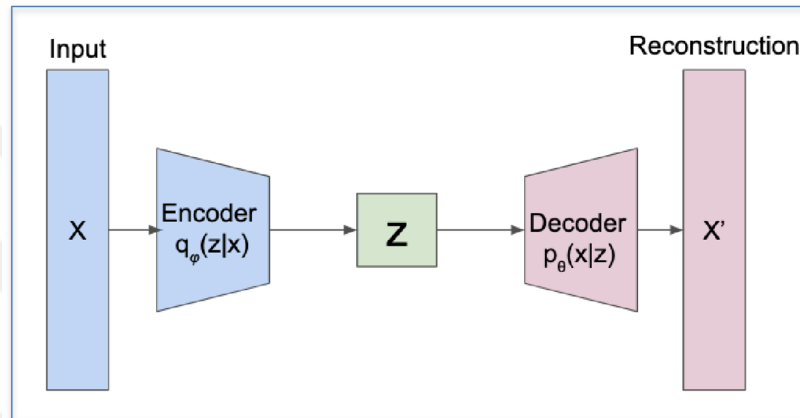 Input
Reconstruction
X
Encoder
qφ(z|x)
Z
Decoder
pθ(x|z)
X'